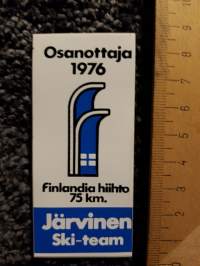 Osanottaja
1976
Finlandia hiihto
75 km.
Järvinen
Ski-team